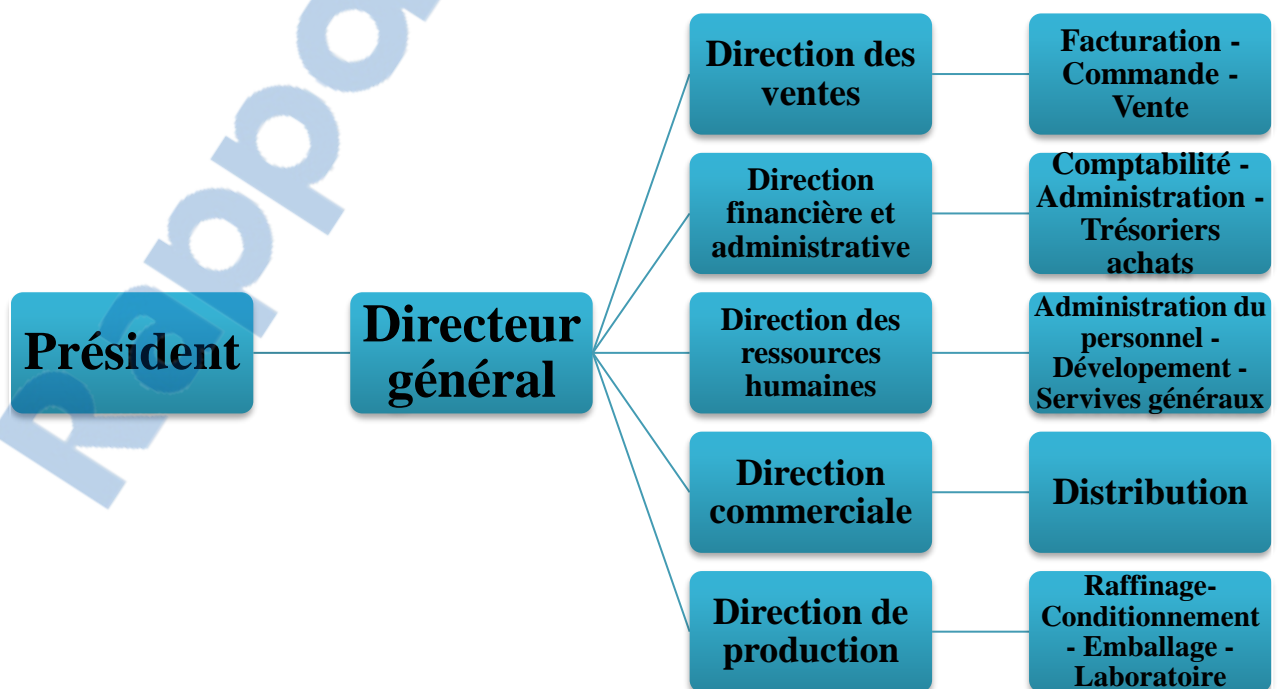 Président
Directeur
général
Direction des
ventes
Facturation -
Commande -
Vente
Direction
financière et
administrative
Comptabilité -
Administration -
Trésoriers
achats
Direction des
ressources
humaines
Administration du
personnel -
Dévelopement -
Servives généraux
Direction
commerciale
Distribution
Direction de
production
Raffinage-
Conditionnement
- Emballage -
Laboratoire
Rappo